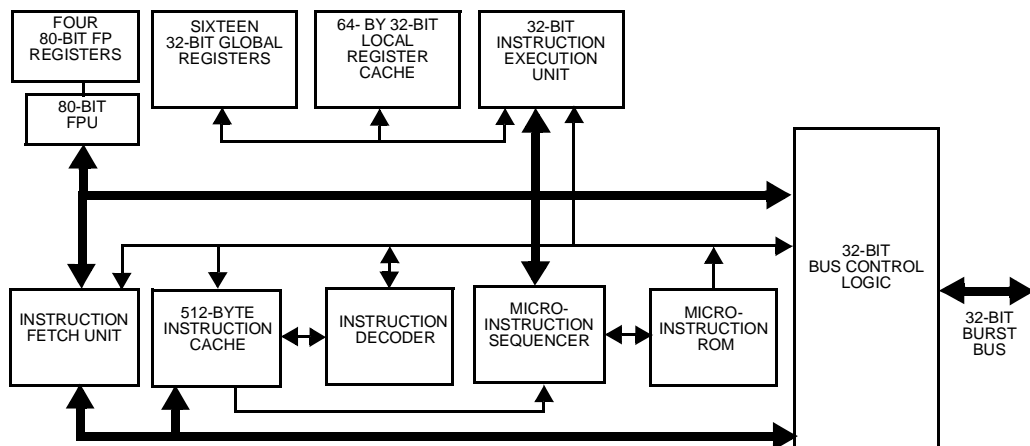 FOUR
80-BIT FP
REGISTERS
80-BIT
FPU
SIXTEEN
32-BIT GLOBAL
REGISTERS
64- BY 32-BIT
LOCAL
REGISTER
CACHE
32-BIT
INSTRUCTION
EXECUTION
UNIT
INSTRUCTION
FETCH UNIT
512-BYTE
INSTRUCTION
CACHE
INSTRUCTION
DECODER
MICRO-
INSTRUCTION
SEQUENCER
MICRO-
INSTRUCTION
ROM
32-BIT
BUS CONTROL
LOGIC
32-BIT
BURST
BUS